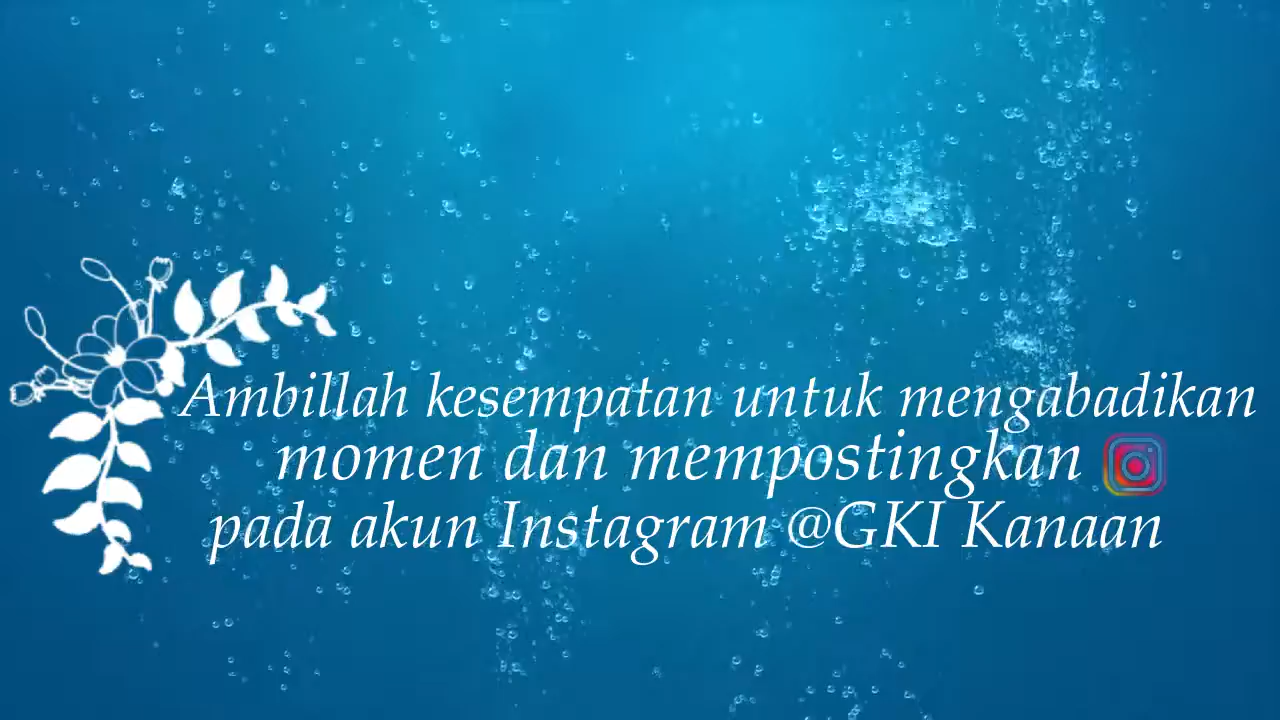 Ambillah kesempatan untuk mengabadikan
momen dan mempostingkan
pada akun Instagram @GKI Kanaan